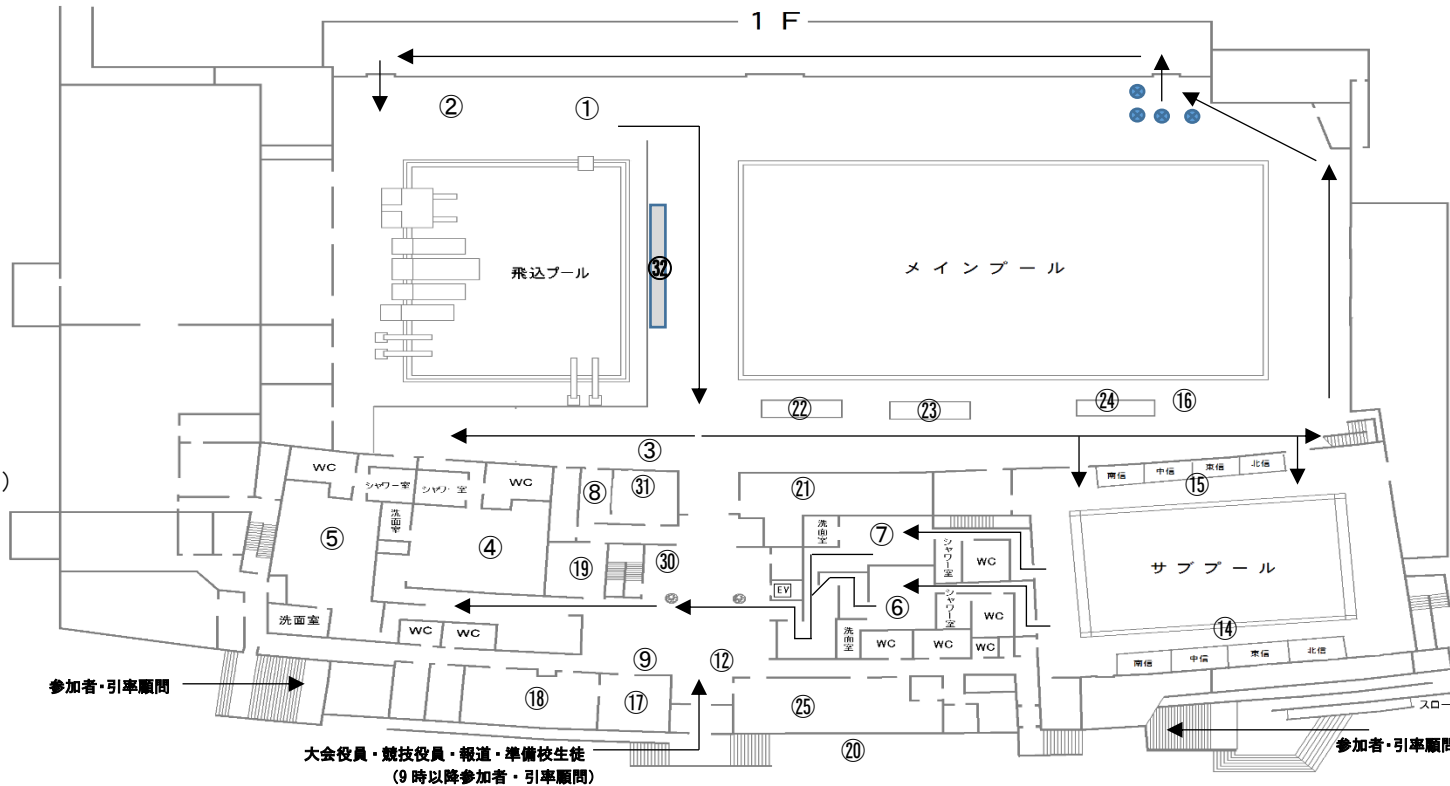 1 F
② ①
飛込プール
㉜
メインプール
㉒ ㉓ ㉔ ⑯
③
)
WC
シャワー室
シャワー室
WC
⑧ ㉛
㉑
南信 中信 東信 北信
⑮
⑤
洗面室
④
⑲ ㉚
洗面室
⑦
シャワー室
WC
EV
⑥
シャワー室
WC
サブプール
洗面室
WC WC WC
洗面室
WC WC
⑭
南信 中信 東信 北信
⑨ ⑫
参加者・引率顧問
⑱ ⑰ ㉕
スロー
大会役員・競技役員・報道・準備校生徒
(9時以降参加者・引率顧問)
⑳
参加者・引率顧問